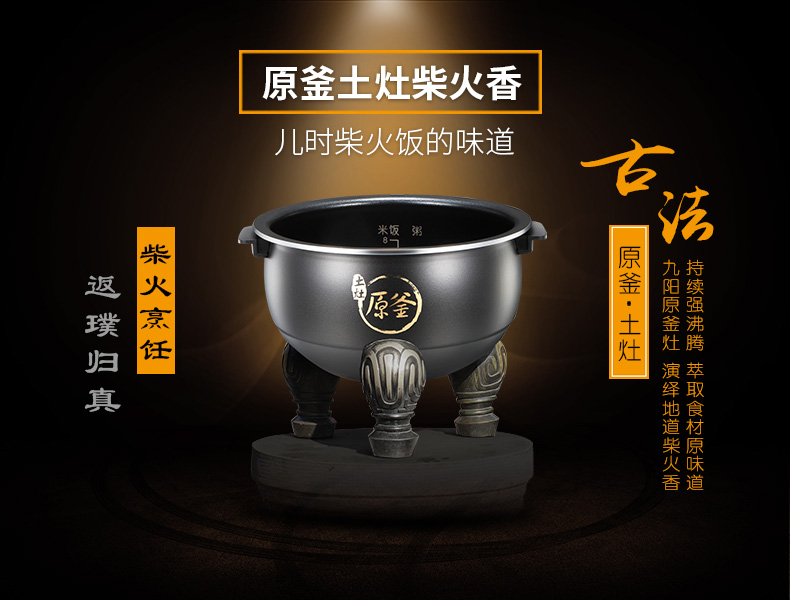 原釜土灶柴火香
儿时柴火饭的味道
古法
原釜·土灶
持续强沸腾 萃取食材原味道
九阳原釜灶 演绎地道柴火香
柴火烹饪
返璞归真
米饭 粥
8
土灶
原釜